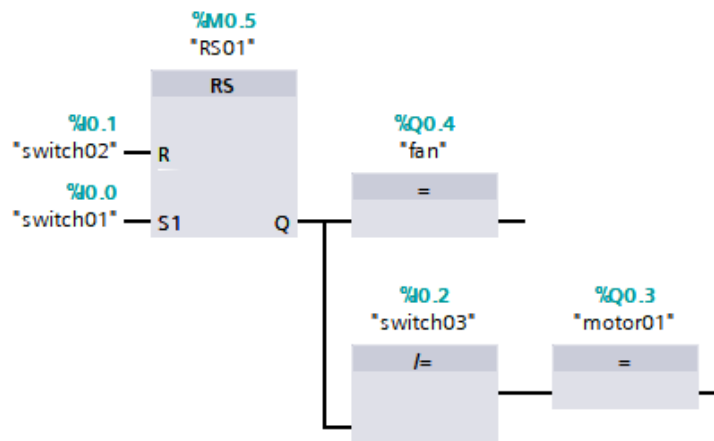 %M0.5
"RS01"
RS
%I0.1
"switch02"
R
%I0.0
"switch01"
S1
Q
%Q0.4
"fan"
=
%I0.2
"switch03"
/=
%Q0.3
"motor01"
=